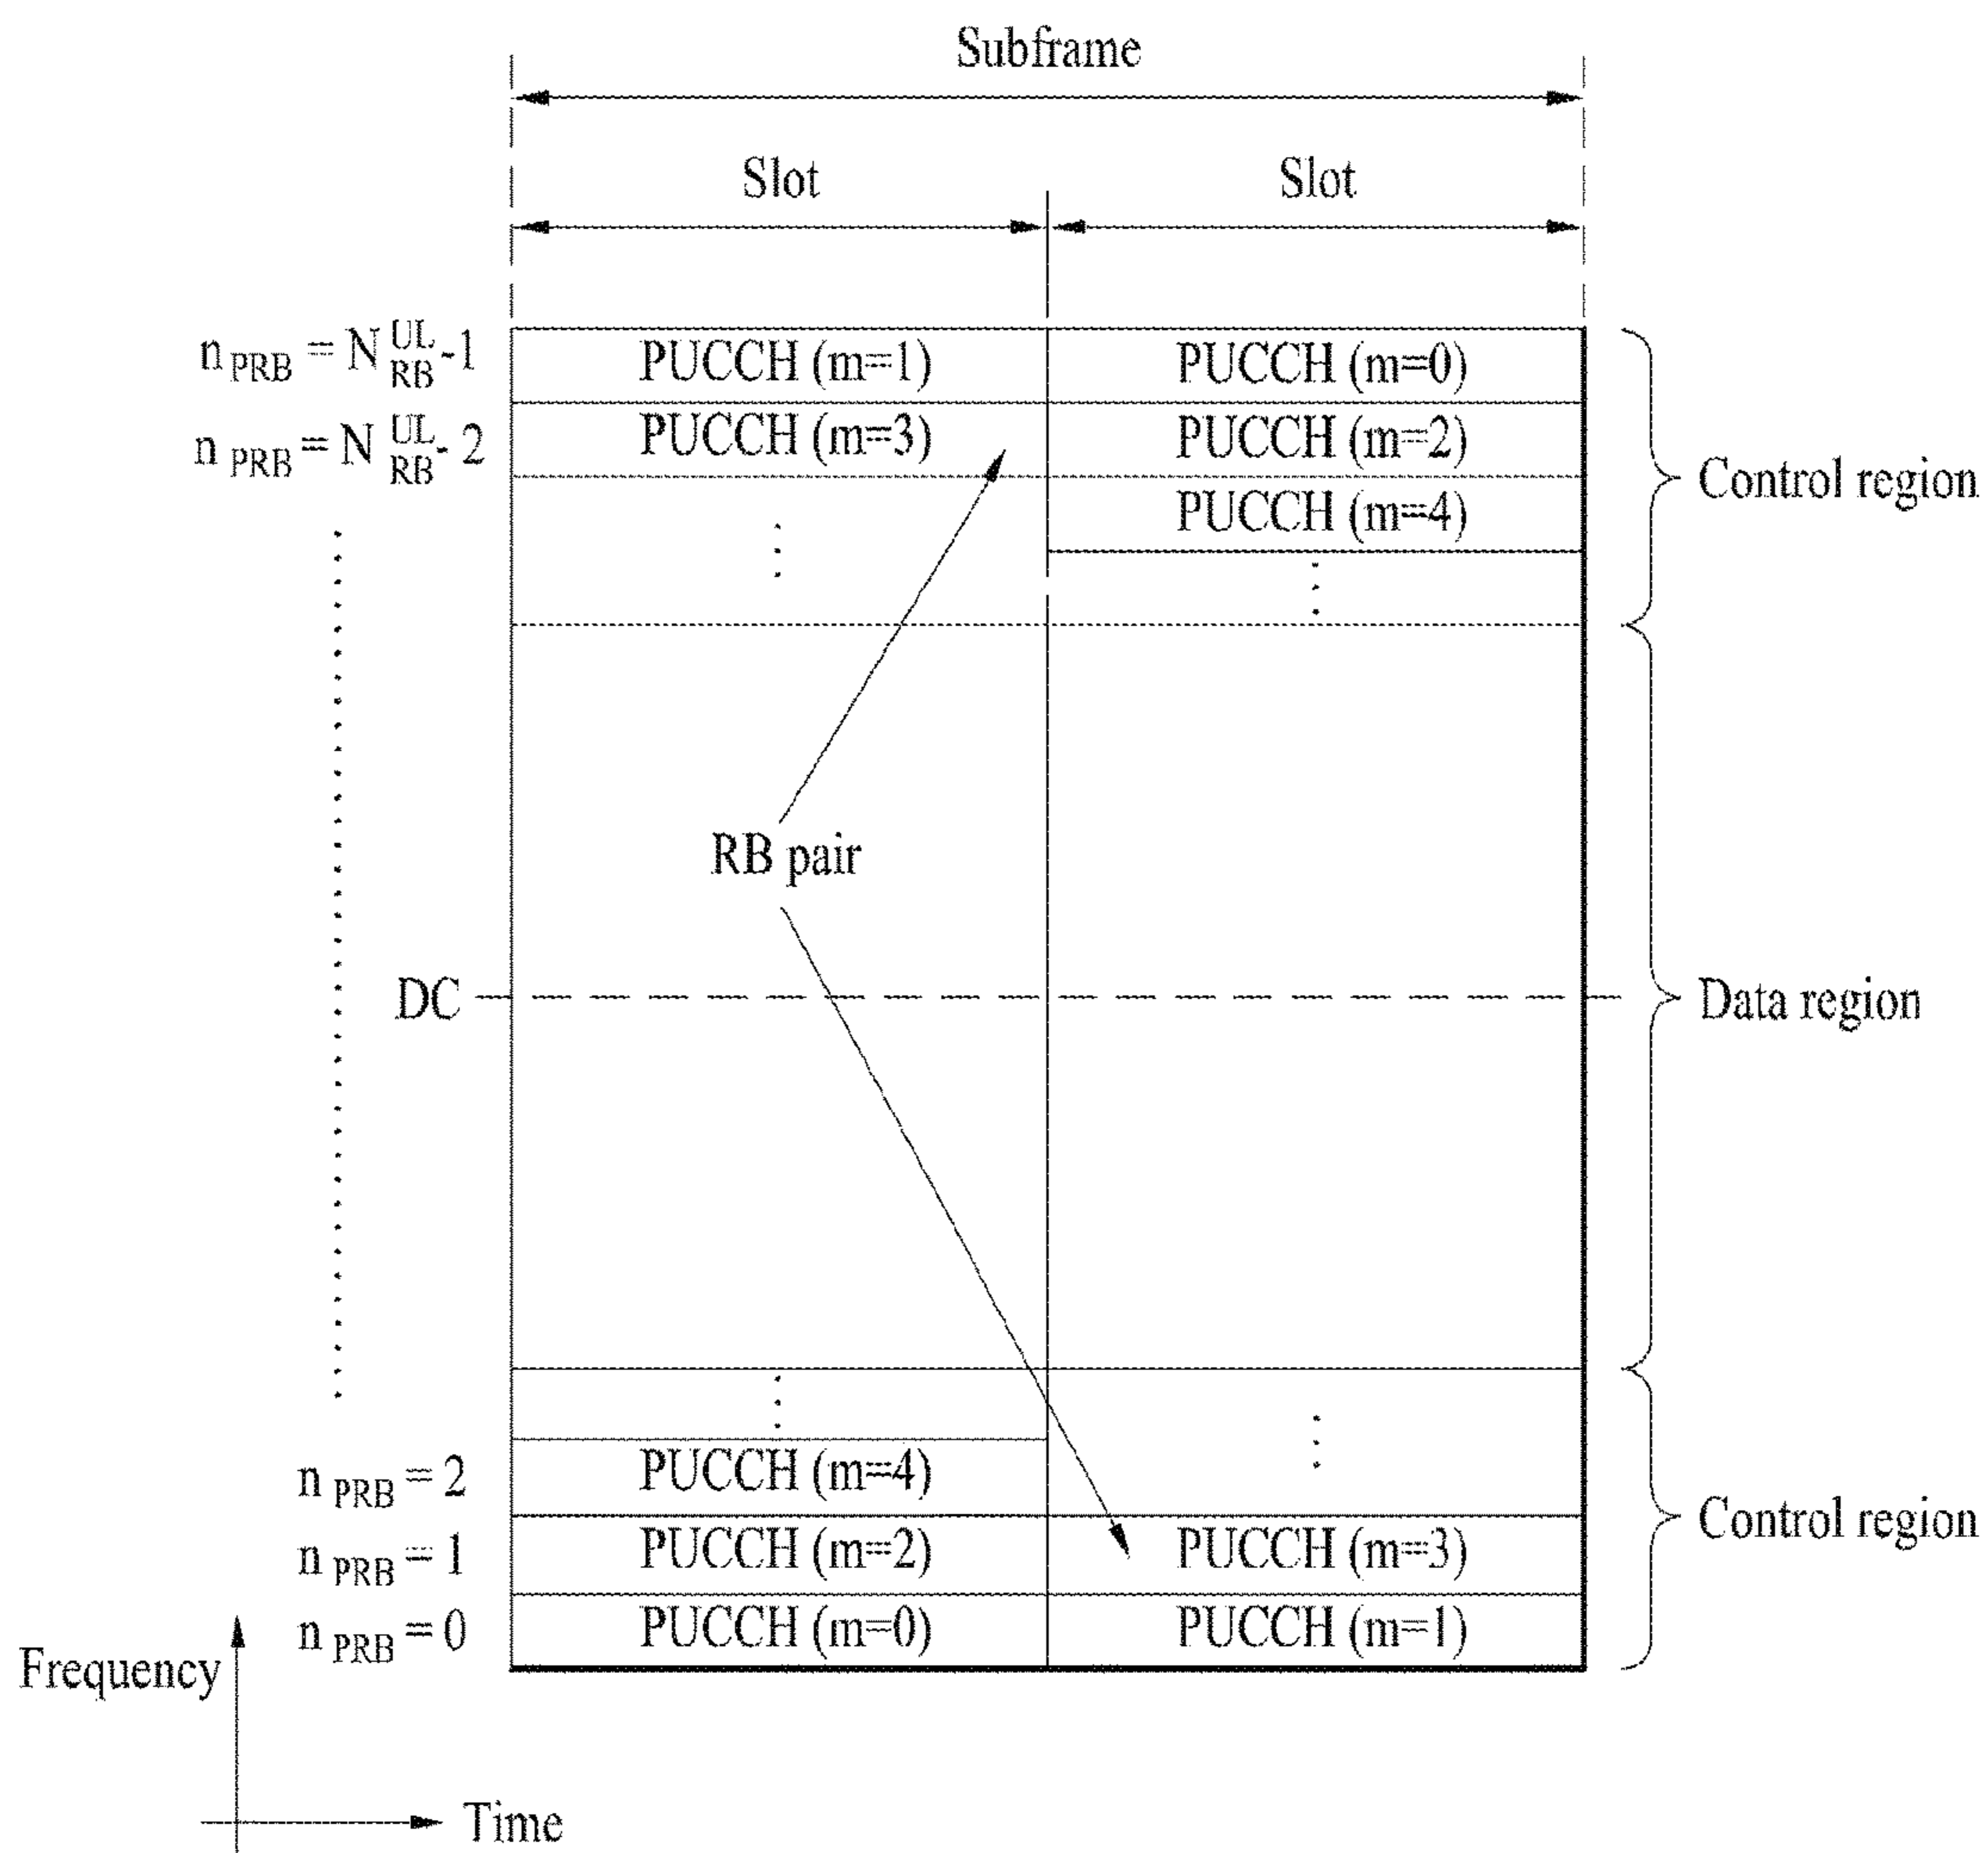 Subframe
Slot Slot
n PRB = N UL RB -1 PUCCH (m=1) PUCCH (m=0)
n PRB = N UL RB - 2 PUCCH (m=3) PUCCH (m=2)
Control region
PUCCH (m=4)
RB pair
DC
Data region
n PRB = 2 PUCCH (m=4)
Control region
n PRB = 1 PUCCH (m=2) PUCCH (m=3)
n PRB = 0 PUCCH (m=0) PUCCH (m=1)
Frequency
Time